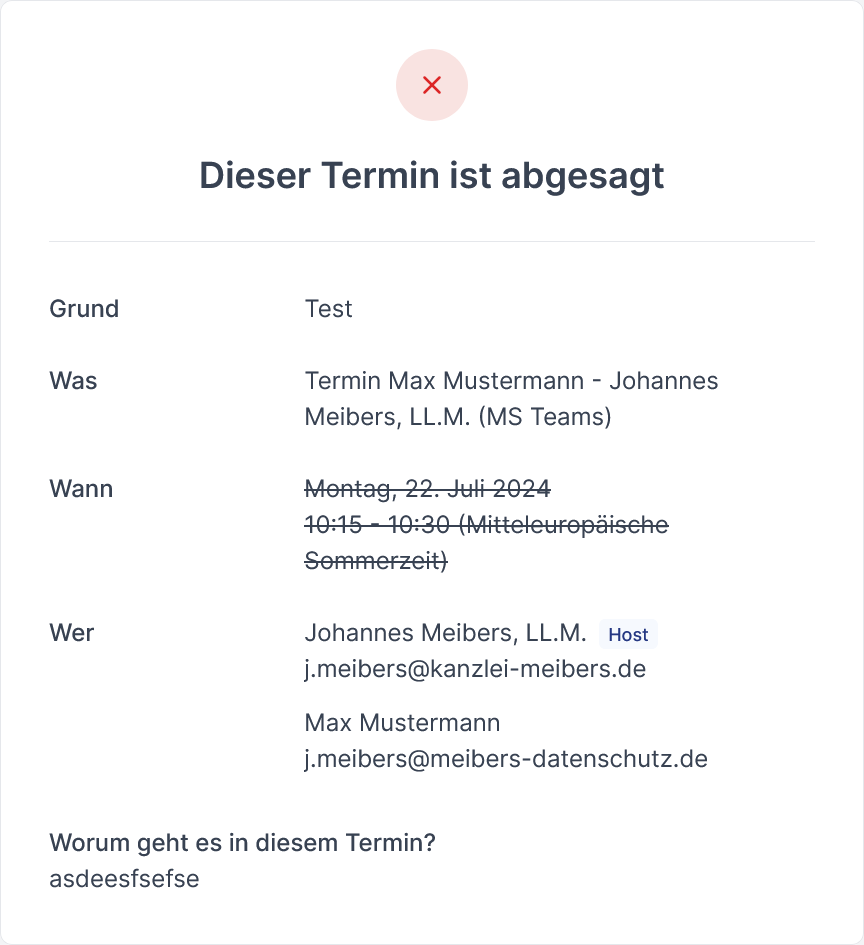 Dieser Termin ist abgesagt
Grund
Test
Was
Termin Max Mustermann - Johannes
Meibers, LL.M. (MS Teams)
Wann
Montag, 22. Juli 2024
10:15 - 10:30 (Mitteleuropäische
Sommerzeit)
Wer
Johannes Meibers, LL.M. Host
j.meibers@kanzlei-meibers.de
Max Mustermann
j.meibers@meibers-datenschutz.de
Worum geht es in diesem Termin?
asdeesfsefse